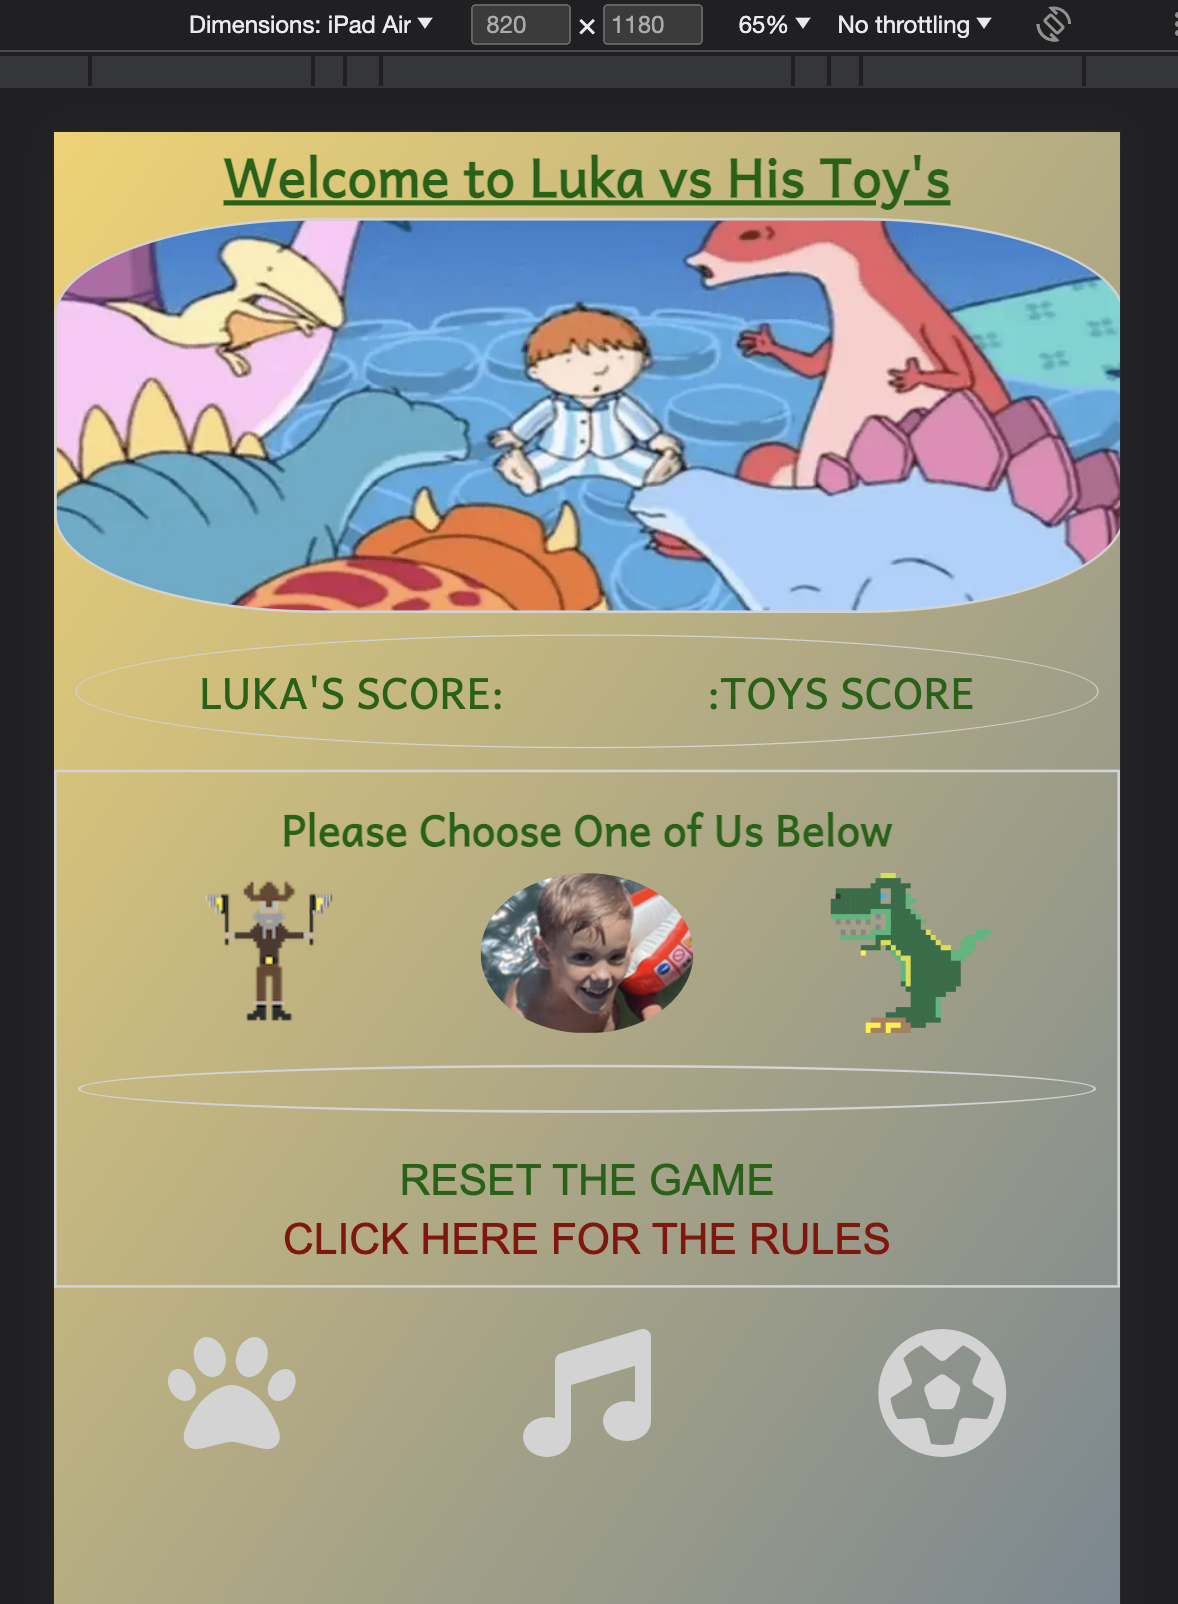 Dimensions: iPad Air 820 × 1180 65% No throttling
Welcome to Luka vs His Toy's
LUKA'S SCORE: :TOYS SCORE
Please Choose One of Us Below
RESET THE GAME
CLICK HERE FOR THE RULES